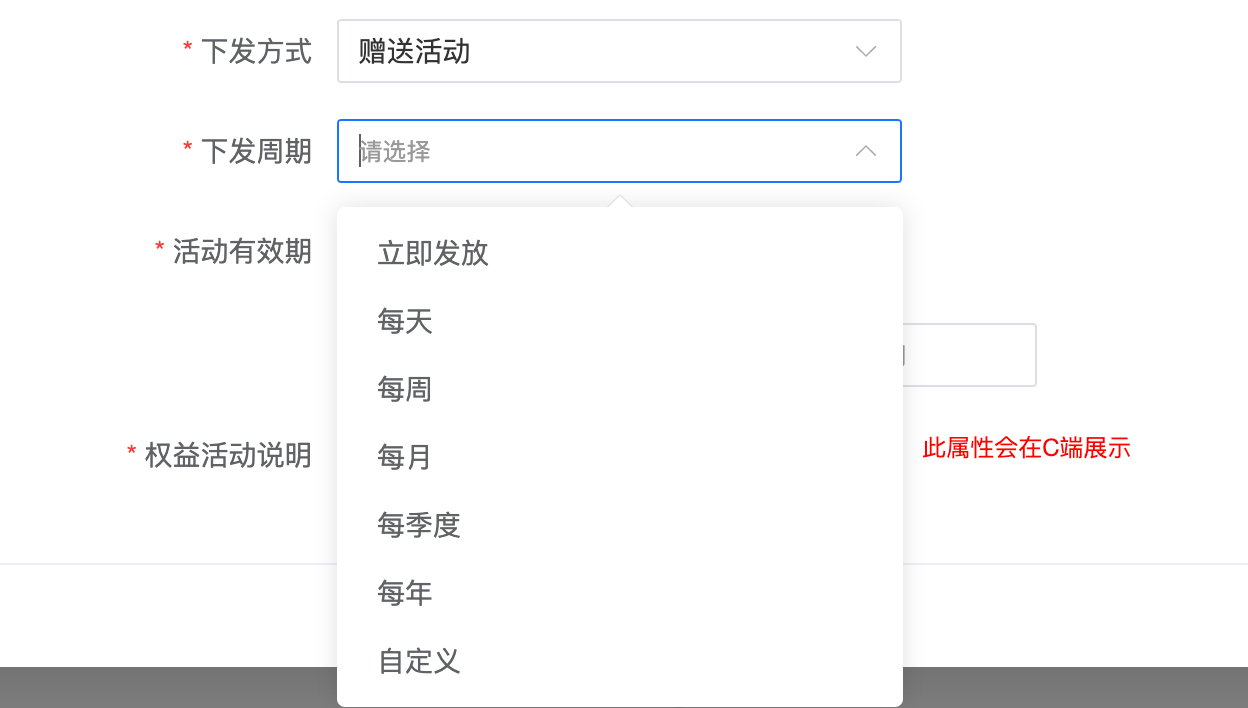 * 下发方式 赠送活动
* 下发周期 请选择
* 活动有效期
立即发放
每天
每周
每月
* 权益活动说明
此属性会在C端展示
每季度
每年
自定义